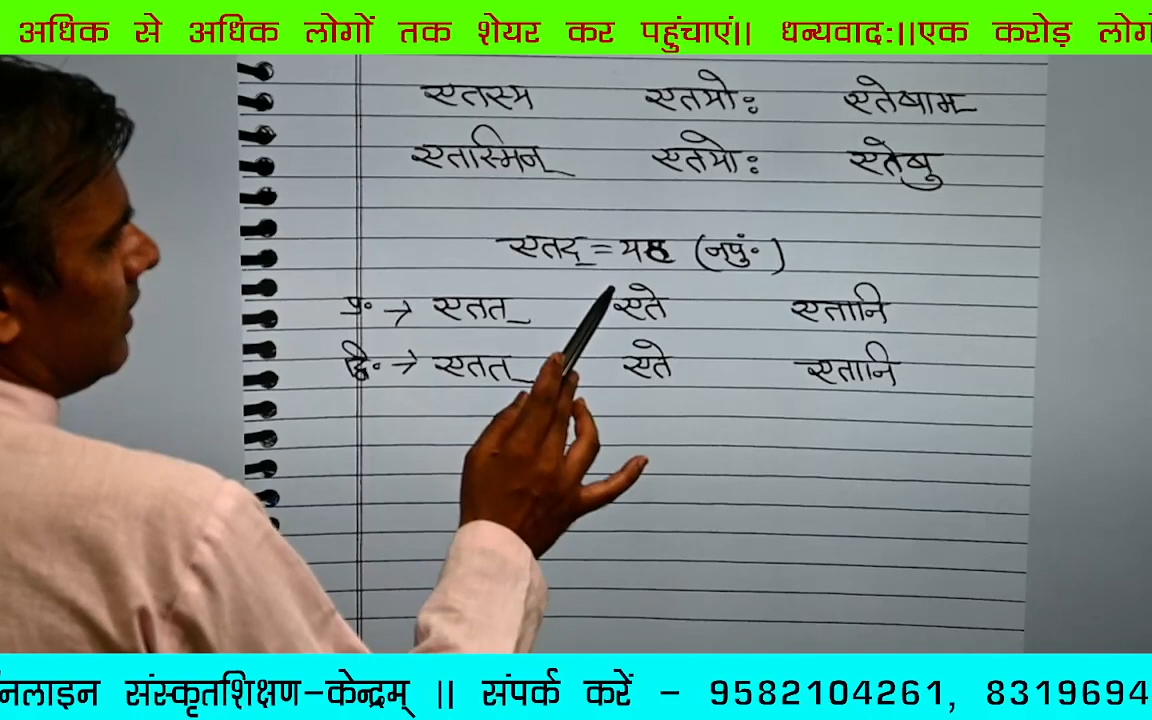 अधिक से अधिक लोगों तक शेयर कर पहुंचाएं।। धन्यवादः।।एक करोड़ लोगों
एतस्य एतयोः एतेषाम्
एतास्मिन् एतयोः एतेषु
एतद् = यह (नपुं॰)
प्र॰ → एतत् एते एतानि
द्वि॰ → एतत् एते एतानि
नलाइन संस्कृतशिक्षण-केन्द्रम् ।। संपर्क करें - 9582104261, 8319694